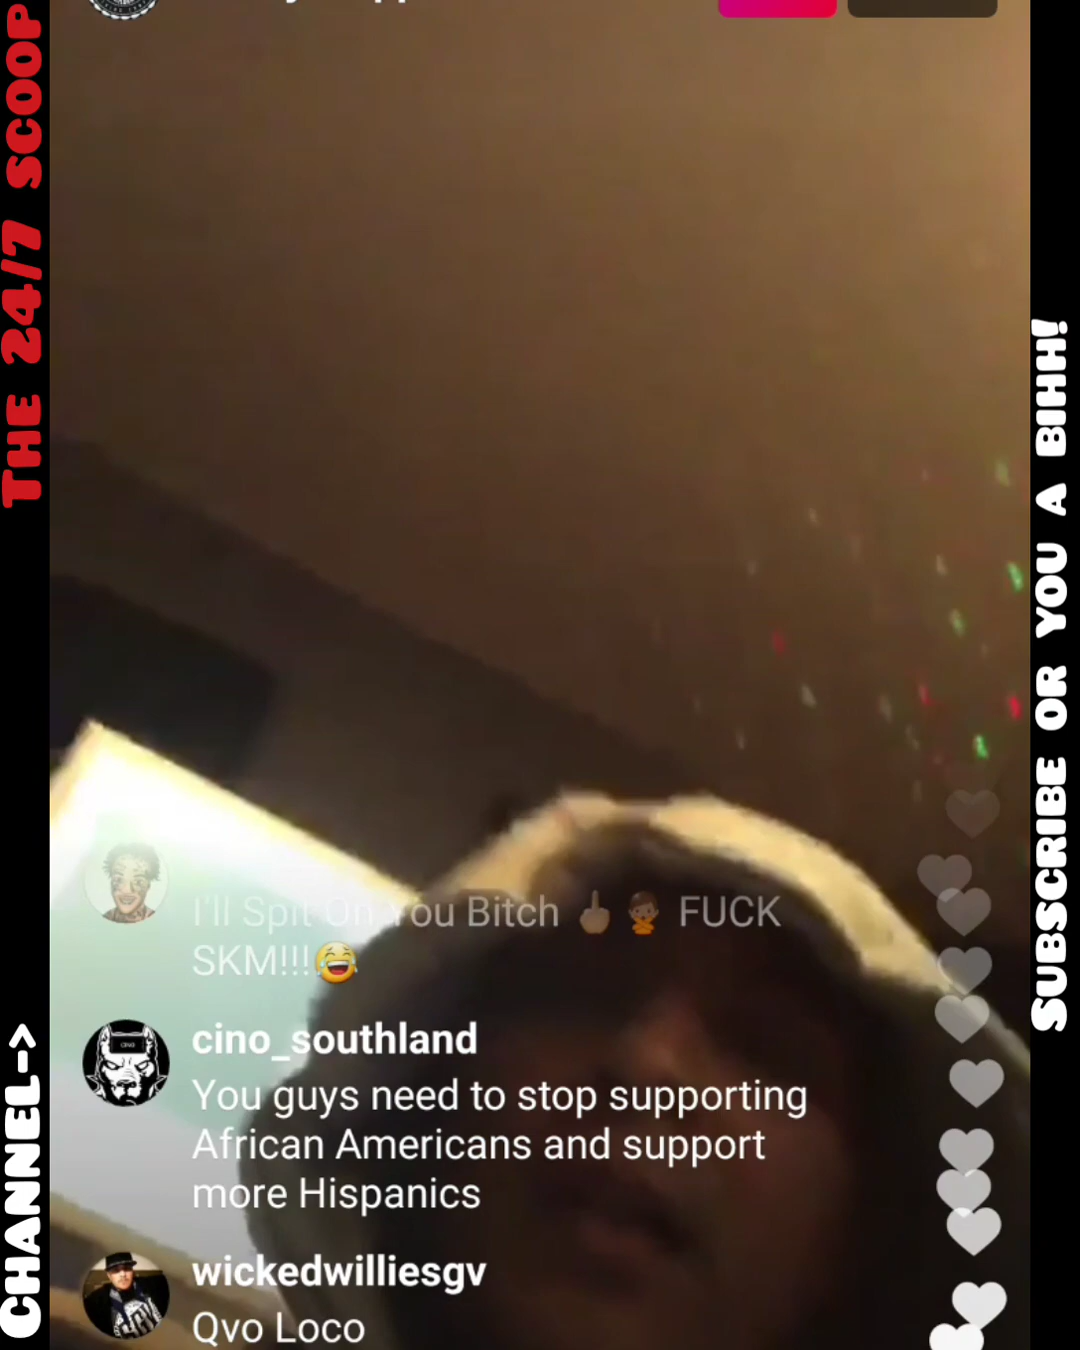 THE 24/7 SCOOP
CHANNEL-->
SUBSCRIBE OR YOU A BIHH!
I'll Spit On You Bitch 🖕🙅 FUCK
SKM!!!😂
cino_southland
You guys need to stop supporting
African Americans and support
more Hispanics
wickedwilliesgv
Qvo Loco